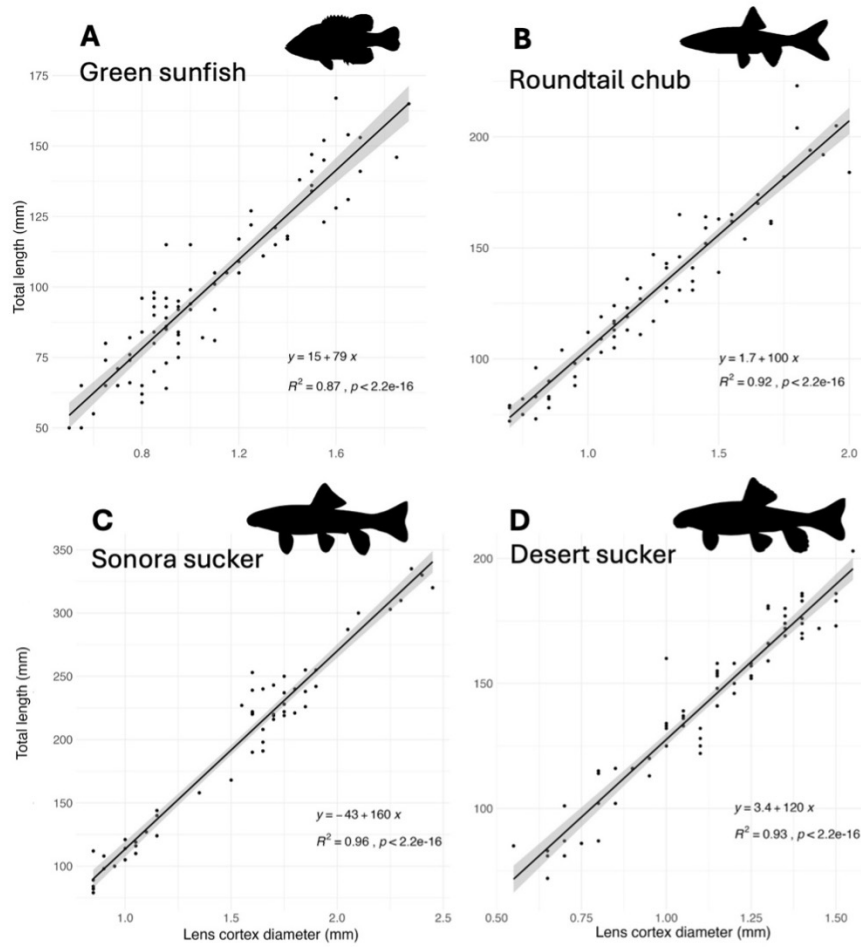 A
Green sunfish
175
150
125
100
75
50
Total length (mm)
y = 15 + 79 x
R² = 0.87 , p < 2.2e-16
0.8 1.2 1.6
B
Roundtail chub
200
150
100
y = 1.7 + 100 x
R² = 0.92 , p < 2.2e-16
1.0 1.5 2.0
C
Sonora sucker
350
300
250
200
150
100
Total length (mm)
y = −43 + 160 x
R² = 0.96 , p < 2.2e-16
1.0 1.5 2.0 2.5
Lens cortex diameter (mm)
D
Desert sucker
200
150
100
y = 3.4 + 120 x
R² = 0.93 , p < 2.2e-16
0.50 0.75 1.00 1.25 1.50
Lens cortex diameter (mm)